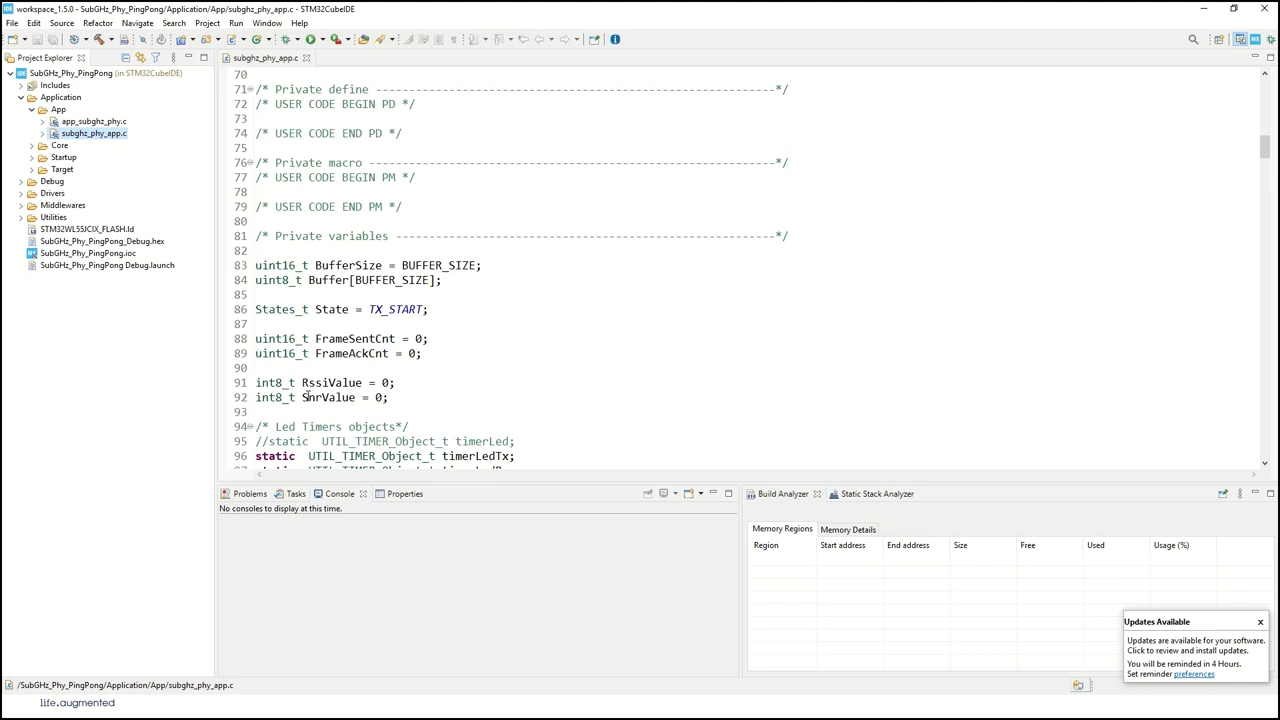 workspace_1.5.0 - SubGHz_Phy_PingPong/Application/App/subghz_phy_app.c - STM32CubeIDE
File Edit Source Refactor Navigate Search Project Run Window Help
Project Explorer
SubGHz_Phy_PingPong (in STM32CubeIDE)
Includes
Application
App
app_subghz_phy.c
subghz_phy_app.c
Core
Startup
Target
Debug
Drivers
Middlewares
Utilities
STM32WL55JCIX_FLASH.ld
SubGHz_Phy_PingPong_Debug.hex
SubGHz_Phy_PingPong.ioc
SubGHz_Phy_PingPong Debug.launch
subghz_phy_app.c
70
71 /* Private define ------------------------------------------------------------*/
72 /* USER CODE BEGIN PD */
73
74 /* USER CODE END PD */
75
76 /* Private macro -------------------------------------------------------------*/
77 /* USER CODE BEGIN PM */
78
79 /* USER CODE END PM */
80
81 /* Private variables ---------------------------------------------------------*/
82
83 uint16_t BufferSize = BUFFER_SIZE;
84 uint8_t Buffer[BUFFER_SIZE];
85
86 States_t State = TX_START;
87
88 uint16_t FrameSentCnt = 0;
89 uint16_t FrameAckCnt = 0;
90
91 int8_t RssiValue = 0;
92 int8_t SnrValue = 0;
93
94 /* Led Timers objects*/
95 //static  UTIL_TIMER_Object_t timerLed;
96 static  UTIL_TIMER_Object_t timerLedTx;
Problems Tasks Console Properties
No consoles to display at this time.
Build Analyzer Static Stack Analyzer
Memory Regions Memory Details
Region Start address End address Size Free Used Usage (%)
Updates Available x
Updates are available for your software.
Click to review and install updates.
You will be reminded in 4 Hours.
Set reminder preferences
/SubGHz_Phy_PingPong/Application/App/subghz_phy_app.c
life.augmented